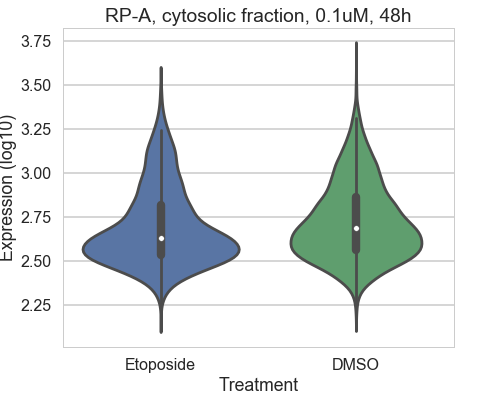 RP-A, cytosolic fraction, 0.1uM, 48h
Expression (log10)
3.75
3.50
3.25
3.00
2.75
2.50
2.25
Etoposide
DMSO
Treatment